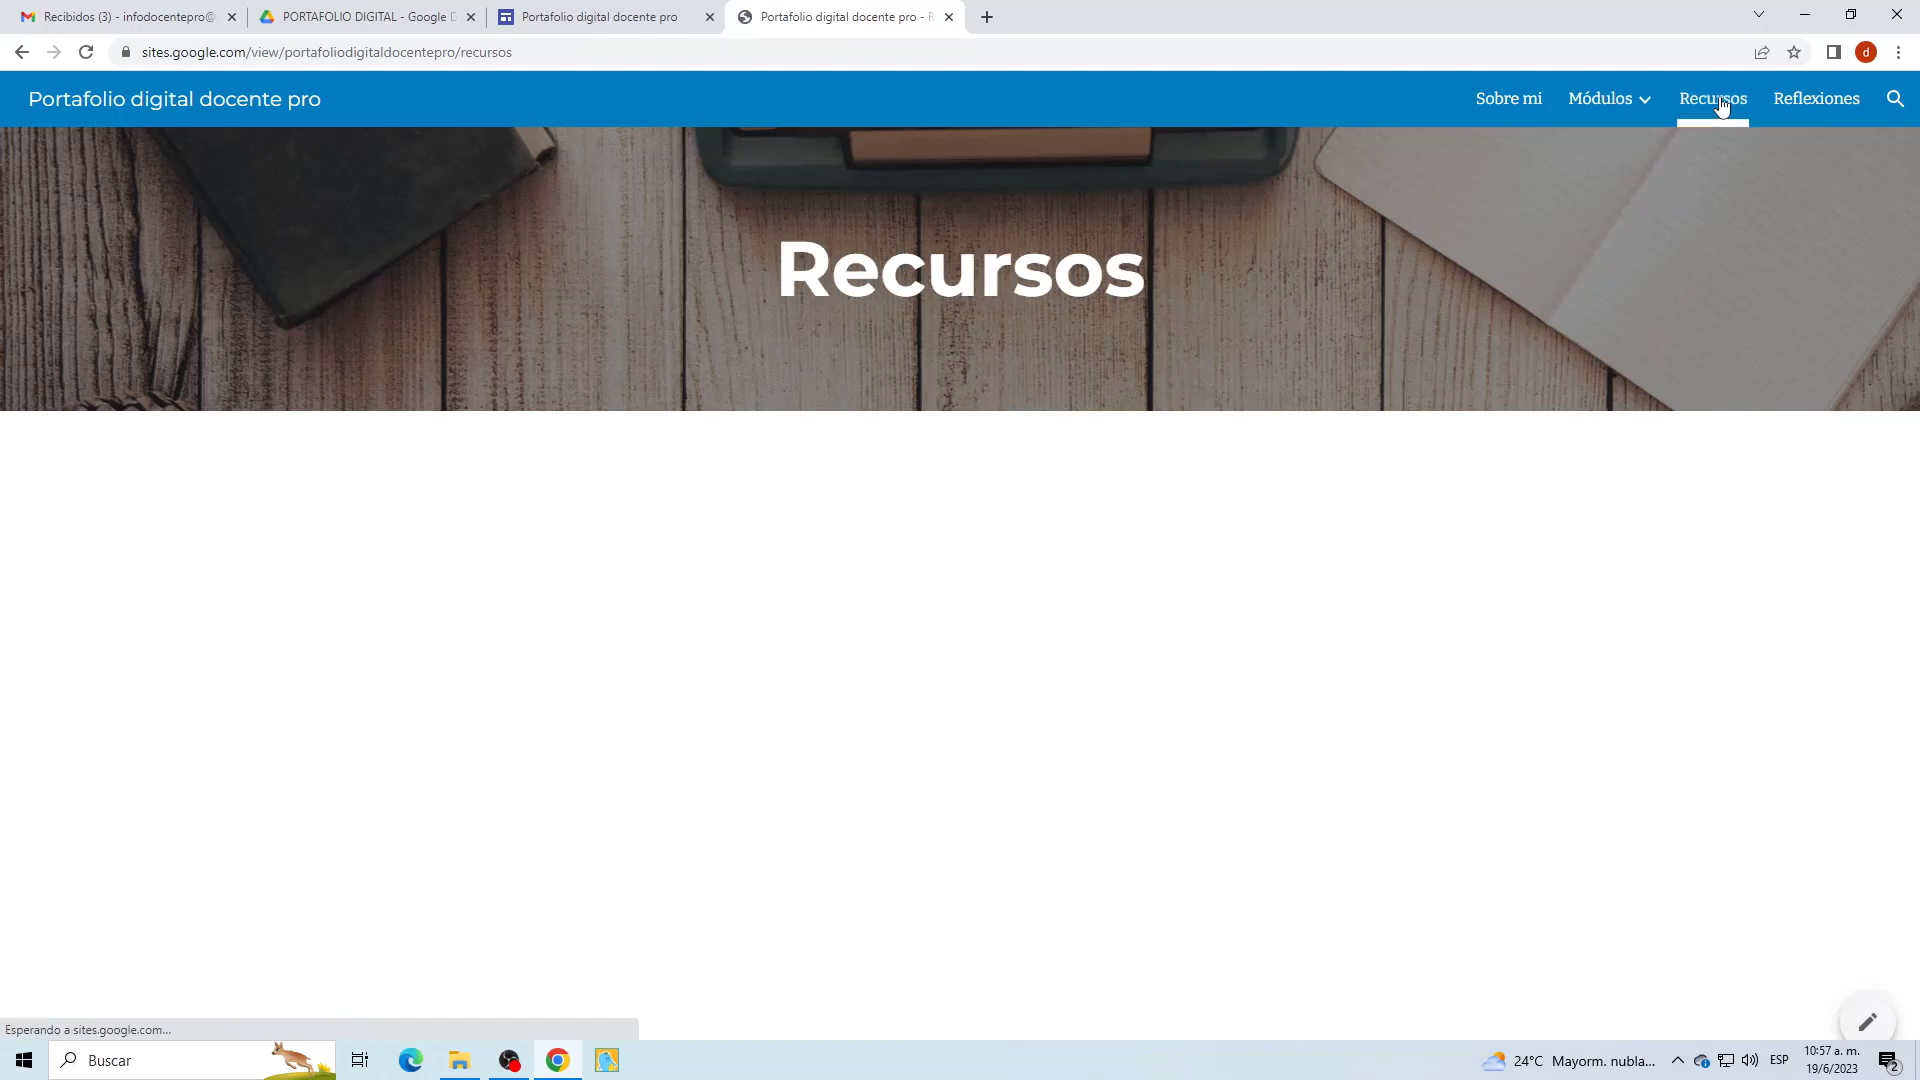 Recibidos (3) - infodocentepro@
PORTAFOLIO DIGITAL - Google D
Portafolio digital docente pro
Portafolio digital docente pro - R
sites.google.com/view/portafoliodigitaldocentepro/recursos
d
Portafolio digital docente pro
Sobre mi
Módulos
Recursos
Reflexiones
Recursos
Esperando a sites.google.com...
Buscar
24°C Mayorm. nubla...
ESP
10:57 a. m.
19/6/2023
2